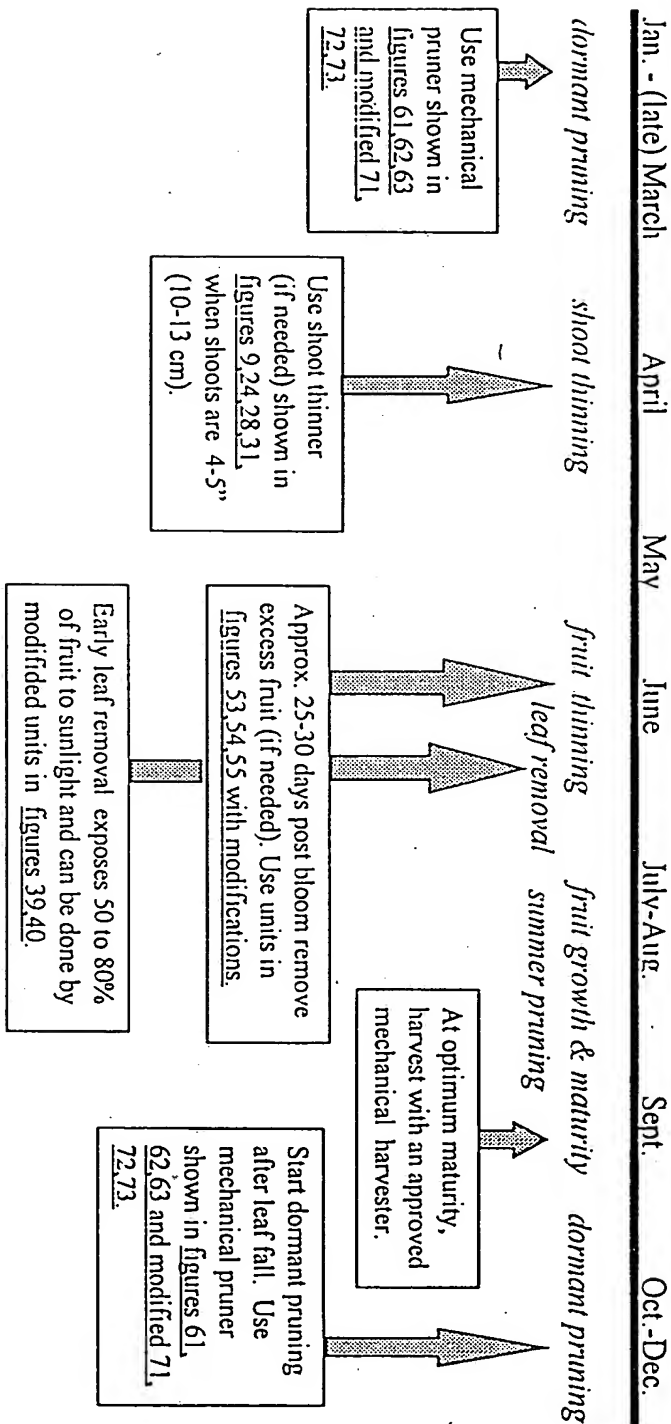 Jan. - (late) March April May June July-Aug. Sept. Oct.-Dec.
dormant pruning shoot thinning fruit thinning fruit growth & maturity dormant pruning
leaf removal summer pruning
Use mechanical
pruner shown in
figures 61,62,63
and modified 71,
72,73.
Use shoot thinner
(if needed) shown in
figures 9,24,28,31,
when shoots are 4-5"
(10-13 cm).
Approx. 25-30 days post bloom remove
excess fruit (if needed). Use units in
figures 53,54,55 with modifications.
Early leaf removal exposes 50 to 80%
of fruit to sunlight and can be done by
modifided units in figures 39,40.
At optimum maturity,
harvest with an approved
mechanical harvester.
Start dormant pruning
after leaf fall. Use
mechanical pruner
shown in figures 61,
62,63 and modified 71,
72,73.